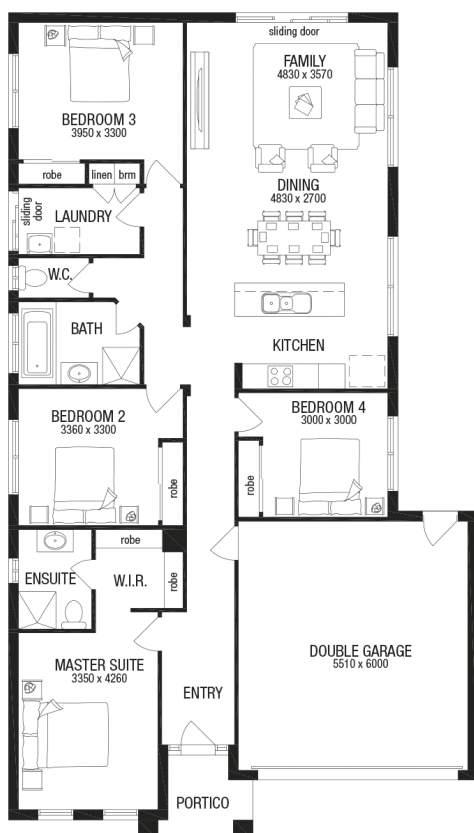 sliding door
FAMILY
4830 x 3570
BEDROOM 3
3950 x 3300
robe
linen
brm
DINING
4830 x 2700
sliding
door
LAUNDRY
W.C.
BATH
KITCHEN
BEDROOM 2
3360 x 3300
BEDROOM 4
3000 x 3000
robe
robe
robe
ENSUITE
W.I.R.
robe
DOUBLE GARAGE
5510 x 6000
MASTER SUITE
3350 x 4260
ENTRY
PORTICO